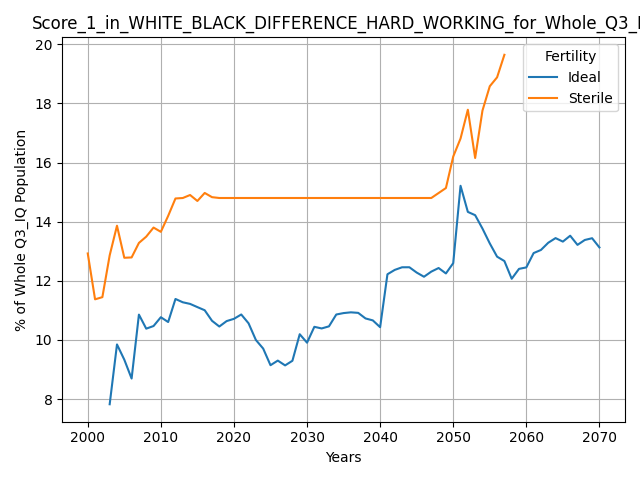 Score_1_in_WHITE_BLACK_DIFFERENCE_HARD_WORKING_for_Whole_Q3_I
Fertility
Ideal
Sterile
% of Whole Q3_IQ Population
20
18
16
14
12
10
8
2000 2010 2020 2030 2040 2050 2060 2070
Years